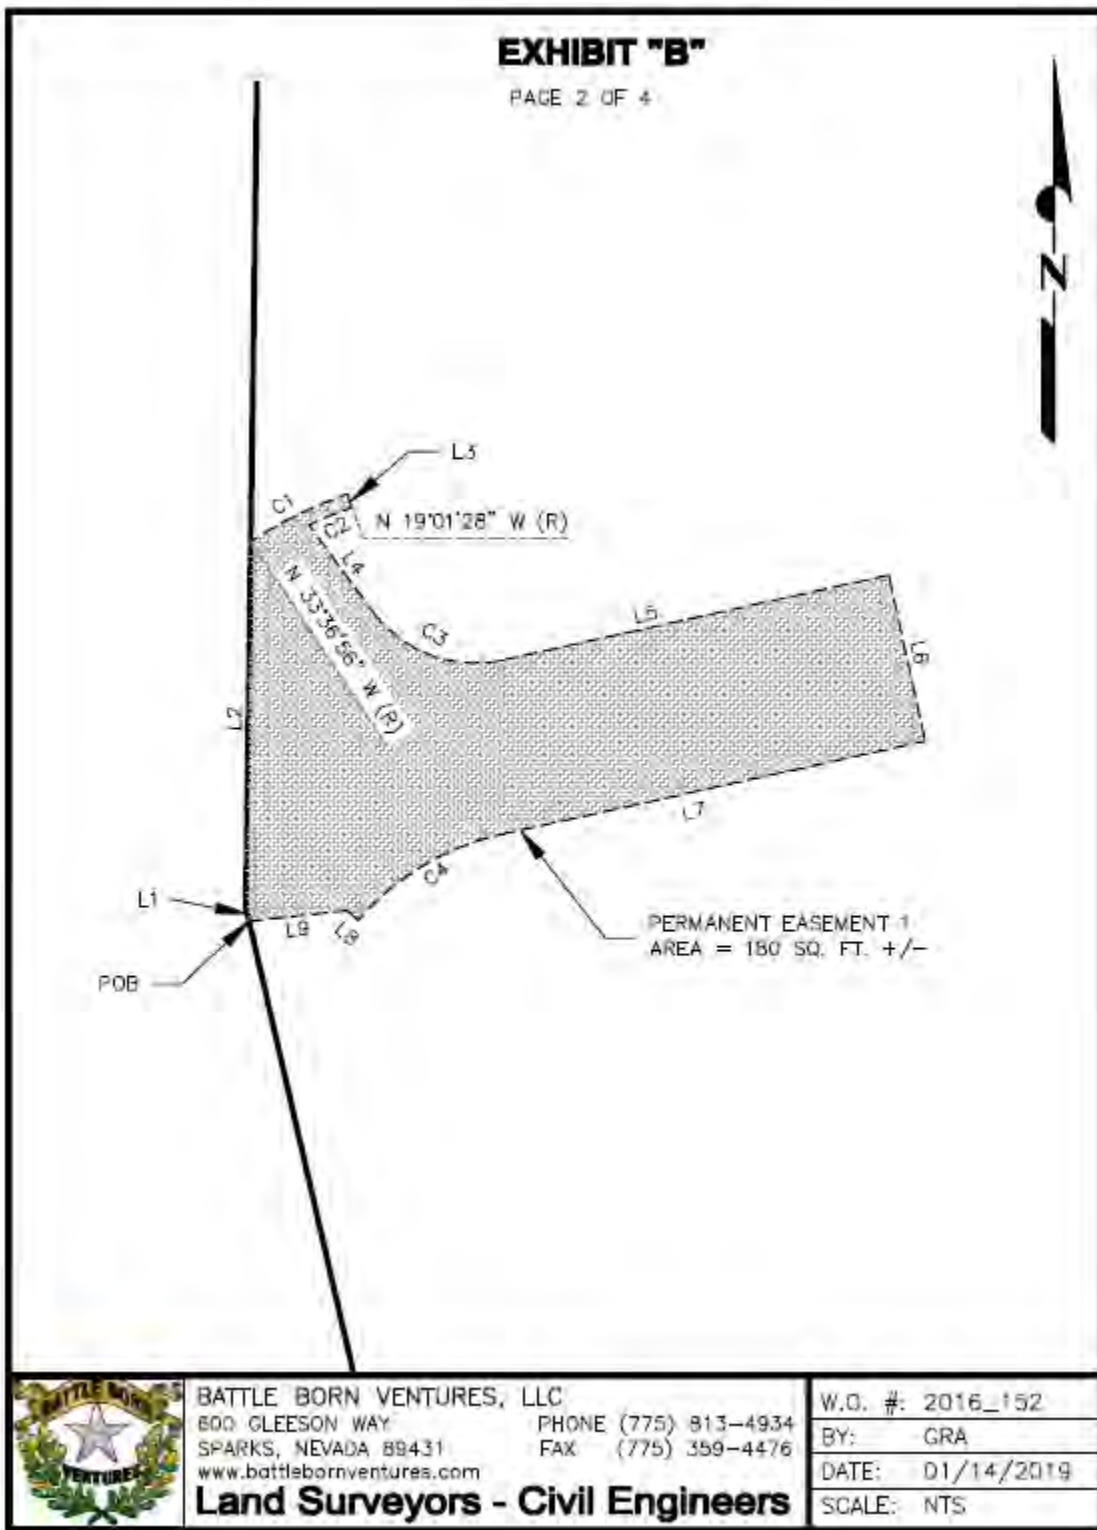 EXHIBIT "B"
PAGE 2 OF 4
N
L3
C1
C2
N 19°01'28" W (R)
L4
N 33°36'56" W (R)
C3
L5
L6
L2
L7
C4
L1
L9
L8
POB
PERMANENT EASEMENT 1
AREA = 180 SQ. FT. +/-
BATTLE BORN
VENTURES
BATTLE BORN VENTURES, LLC
600 GLEESON WAY PHONE (775) 813-4934
SPARKS, NEVADA 89431 FAX (775) 359-4476
www.battlebornventures.com
Land Surveyors - Civil Engineers
W.O. #: 2016_152
BY: GRA
DATE: 01/14/2019
SCALE: NTS